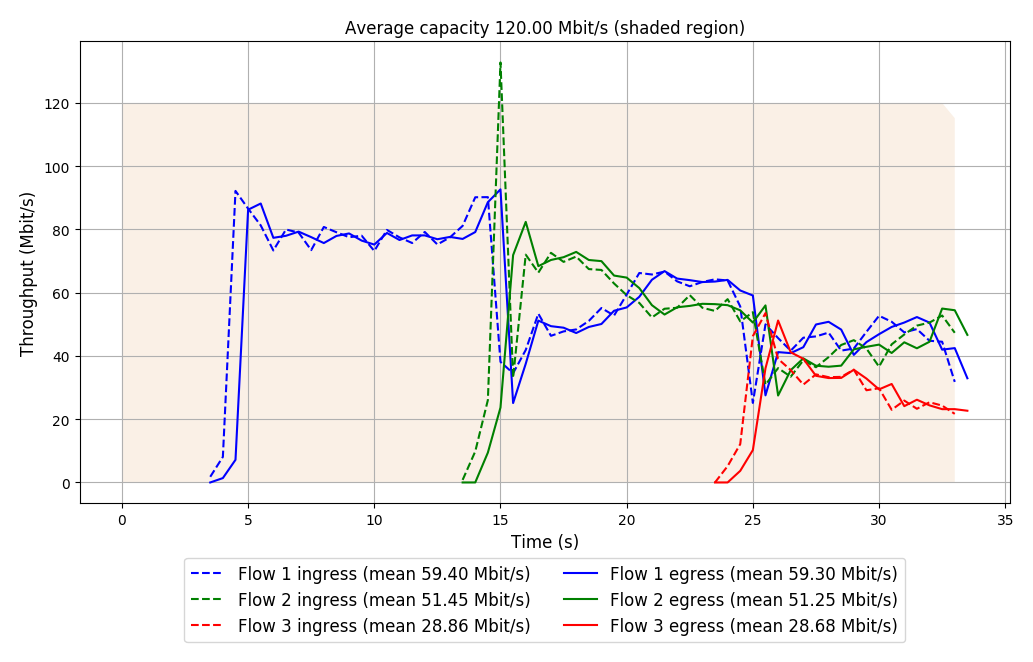 Average capacity 120.00 Mbit/s (shaded region)
120
100
80
60
40
20
0
Throughput (Mbit/s)
0 5 10 15 20 25 30 35
Time (s)
Flow 1 ingress (mean 59.40 Mbit/s) Flow 1 egress (mean 59.30 Mbit/s)
Flow 2 ingress (mean 51.45 Mbit/s) Flow 2 egress (mean 51.25 Mbit/s)
Flow 3 ingress (mean 28.86 Mbit/s) Flow 3 egress (mean 28.68 Mbit/s)